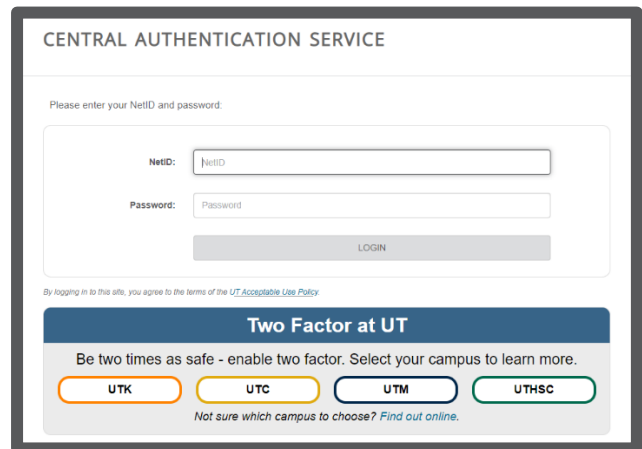 CENTRAL AUTHENTICATION SERVICE
Please enter your NetID and password:
NetID:
NetID
Password:
Password
LOGIN
By logging in to this site, you agree to the terms of the UT Acceptable Use Policy.
Two Factor at UT
Be two times as safe - enable two factor. Select your campus to learn more.
UTK
UTC
UTM
UTHSC
Not sure which campus to choose? Find out online.